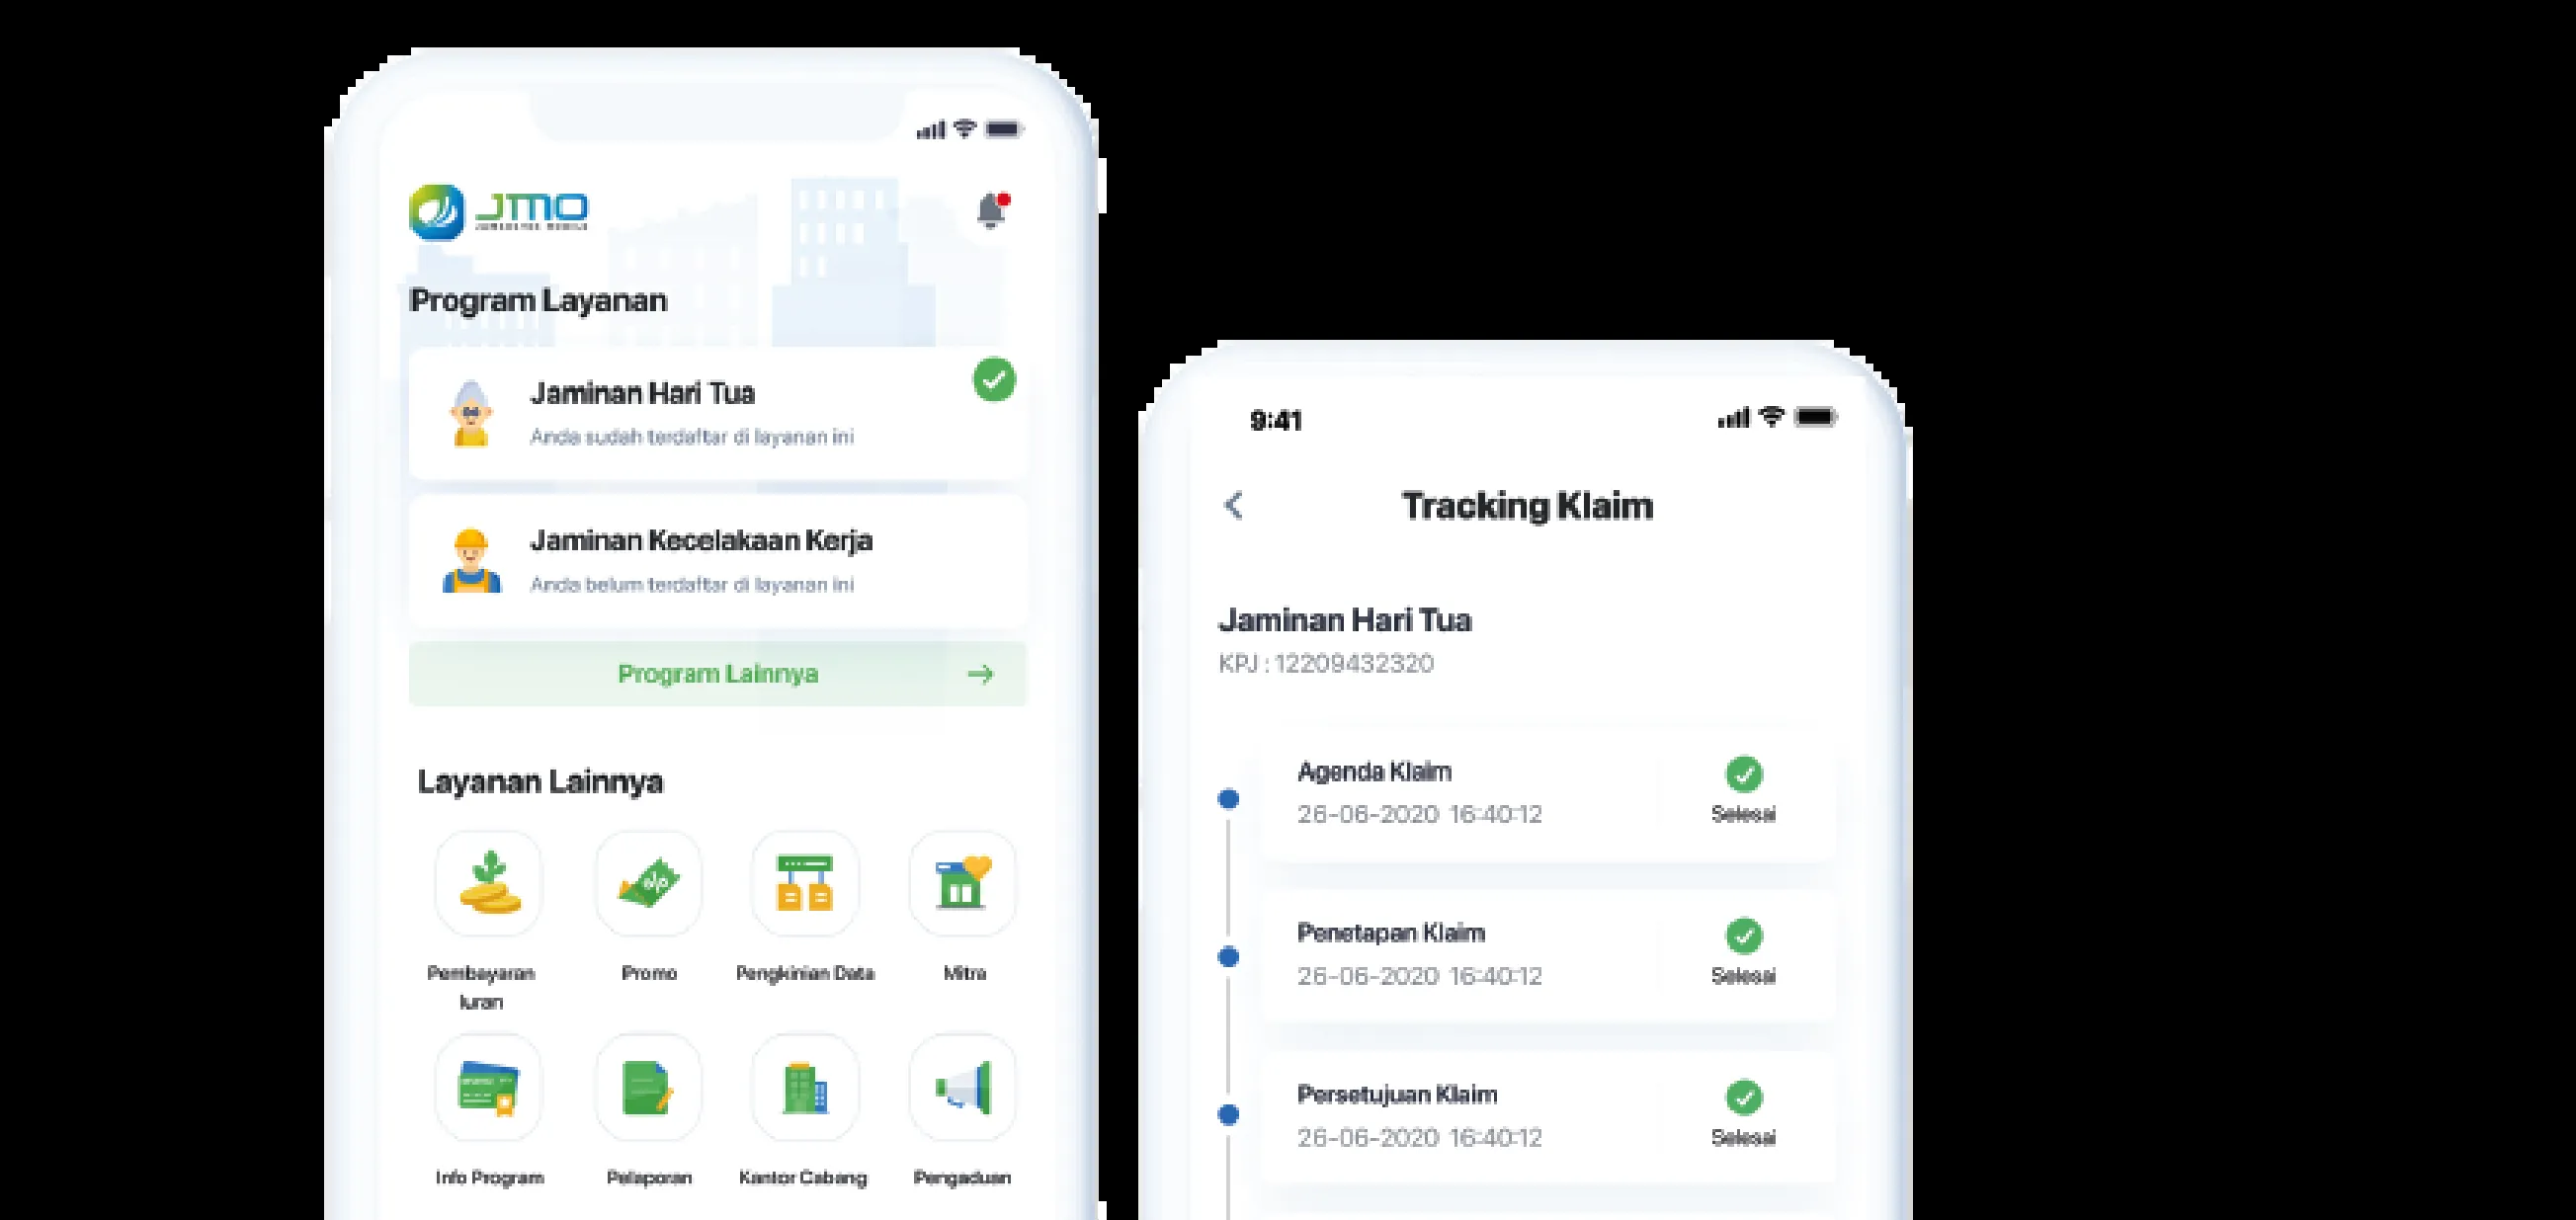 JMO
Program Layanan
Jaminan Hari Tua
Anda sudah terdaftar di layanan ini
Jaminan Kecelakaan Kerja
Anda belum terdaftar di layanan ini
Program Lainnya
Layanan Lainnya
Pembayaran
Iuran
Promo
Pengkinian Data
Mitra
Info Program
Pelaporan
Kantor Cabang
Pengaduan
9:41
Tracking Klaim
Jaminan Hari Tua
KPJ : 12209432320
Agenda Klaim
26-06-2020 16:40:12
Selesai
Penetapan Klaim
26-06-2020 16:40:12
Selesai
Persetujuan Klaim
26-06-2020 16:40:12
Selesai